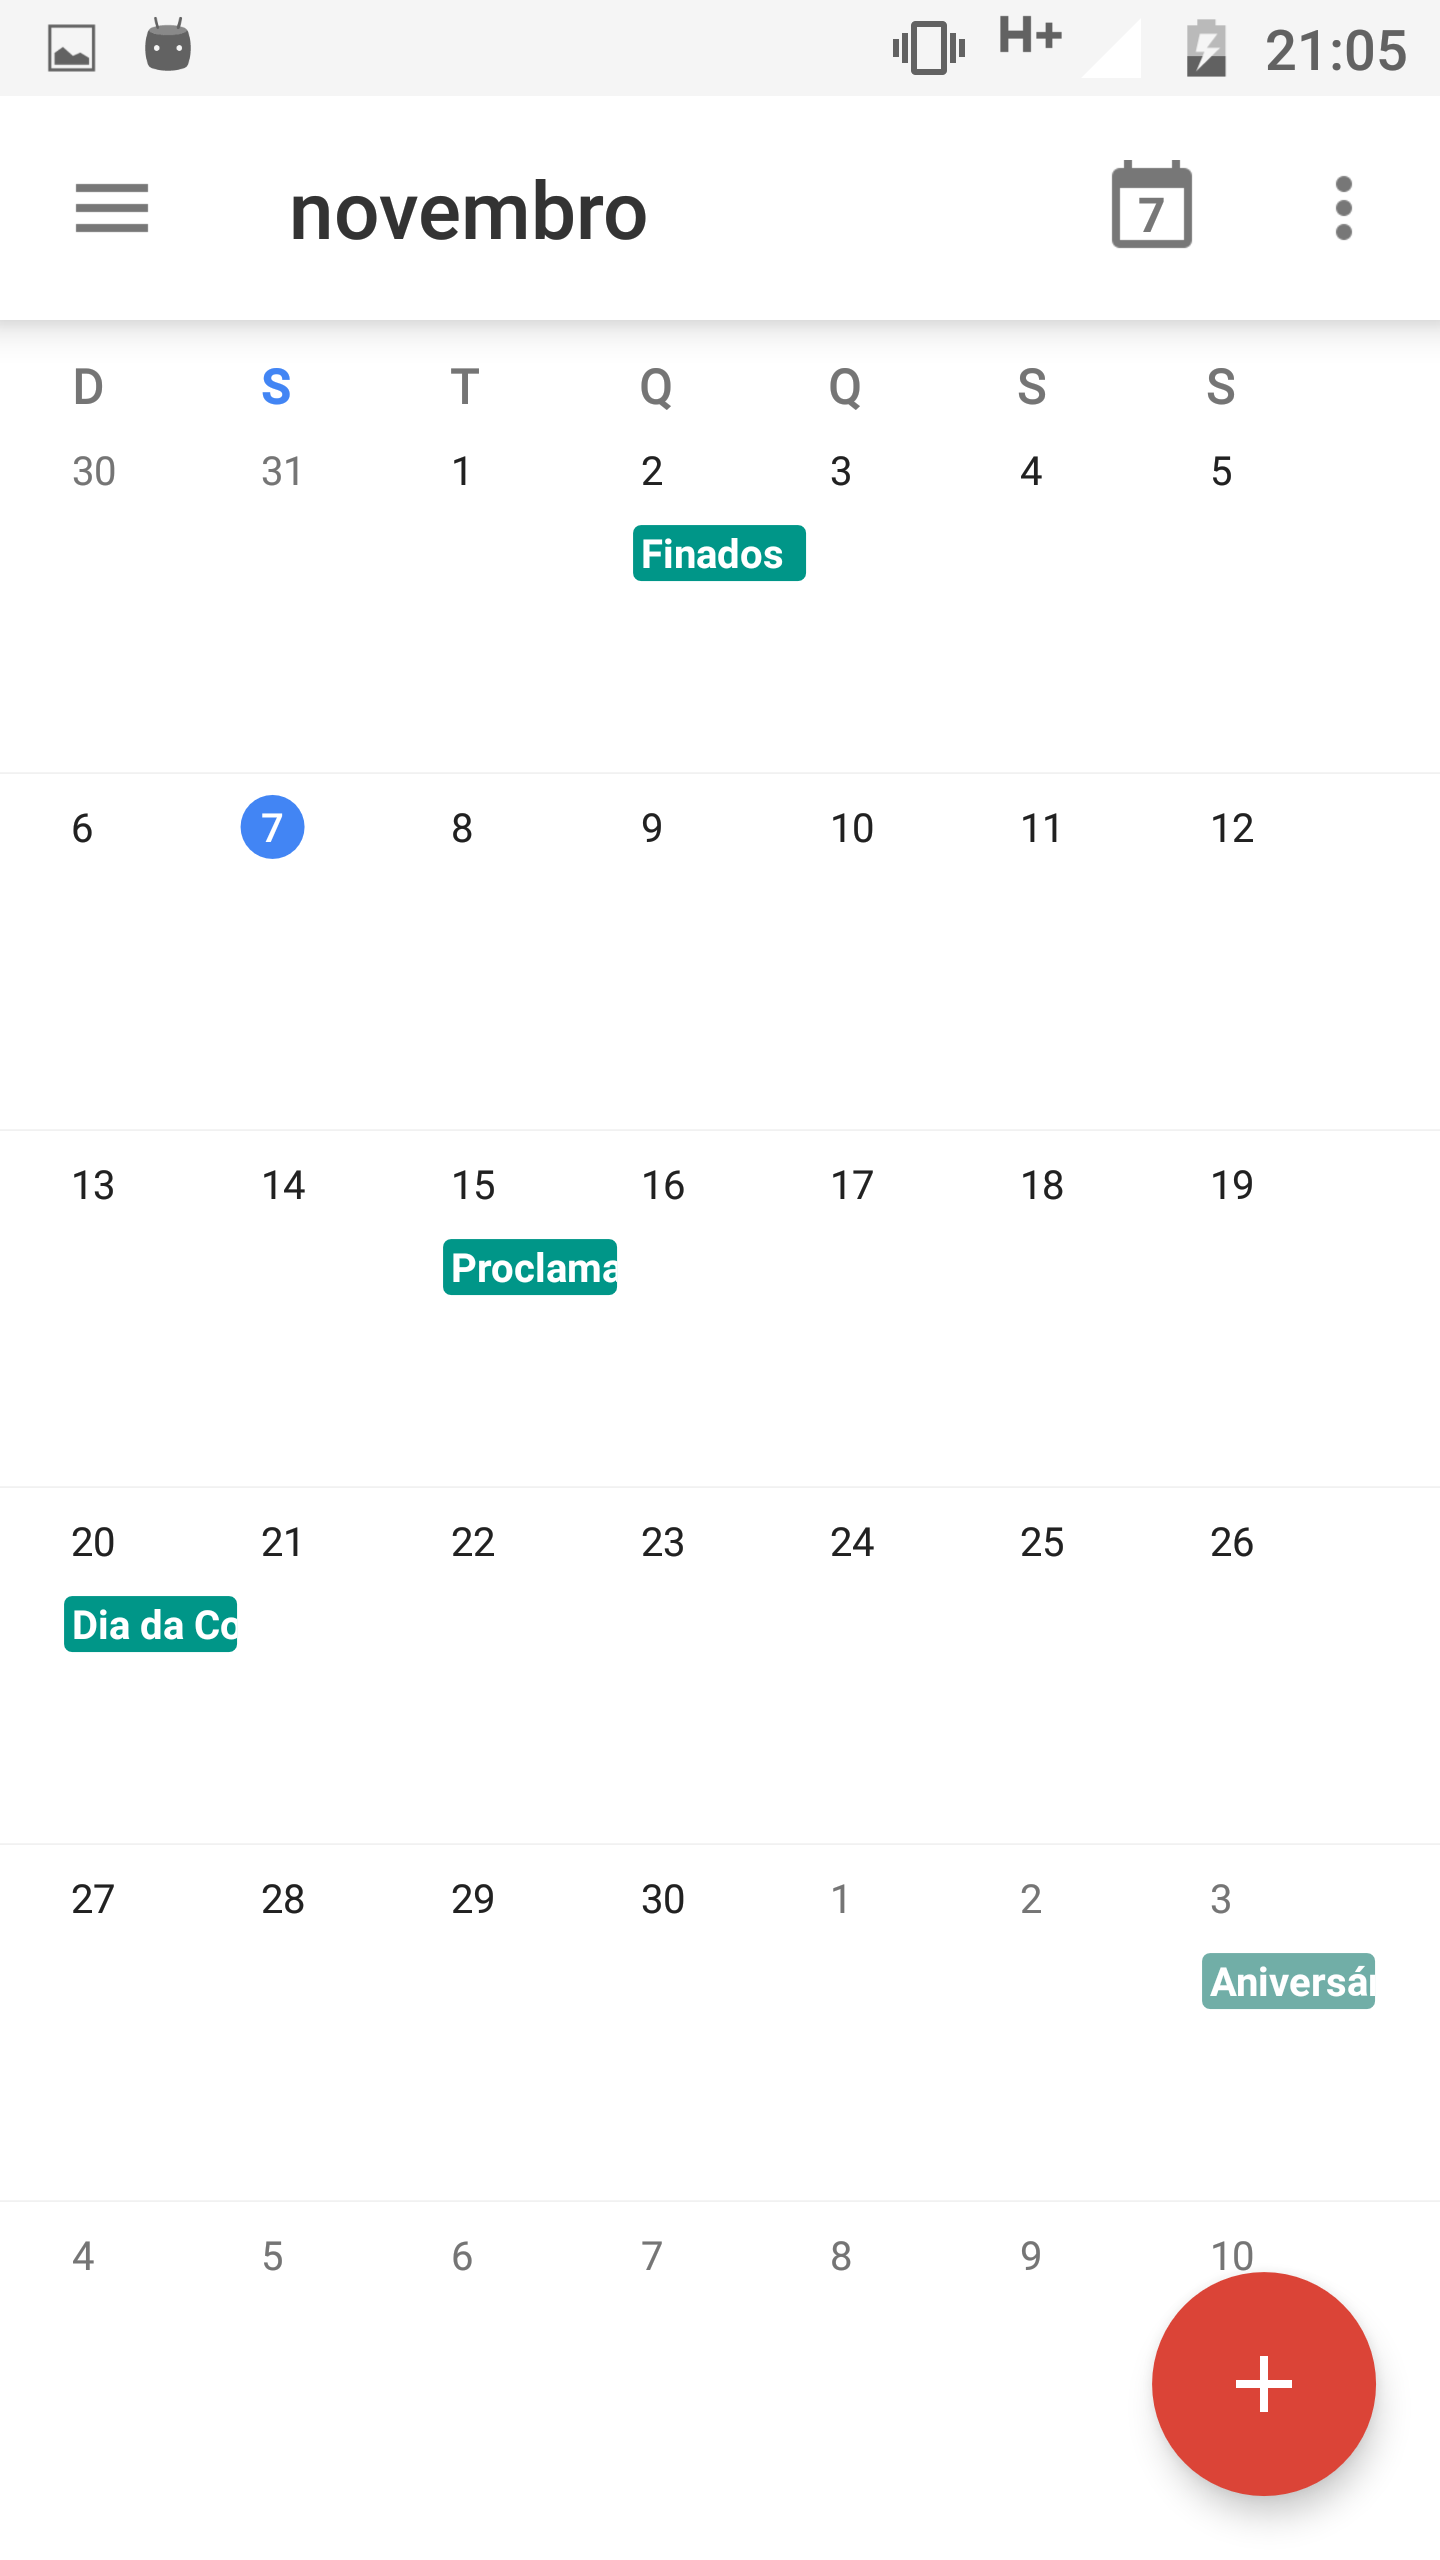 H+ 21:05
novembro 7
D S T Q Q S S
30 31 1 2 3 4 5
Finados
6 7 8 9 10 11 12
13 14 15 16 17 18 19
Proclama
20 21 22 23 24 25 26
Dia da Co
27 28 29 30 1 2 3
Aniversár
4 5 6 7 8 9 10